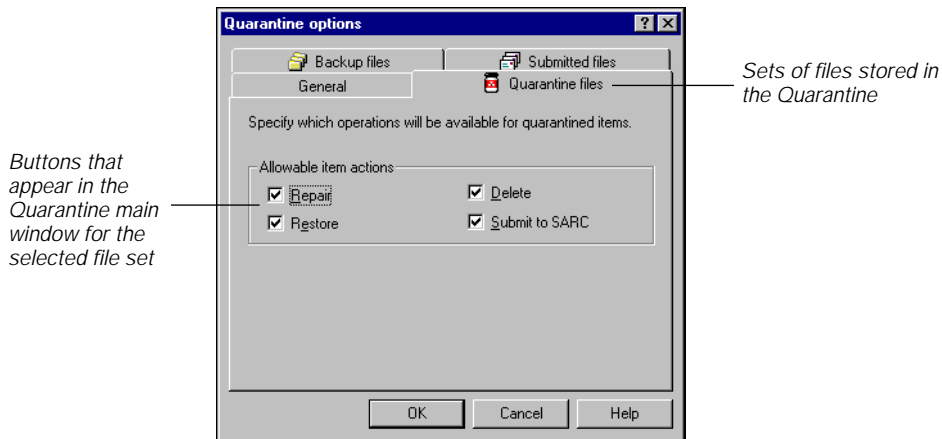 Quarantine options
Backup files
Submitted files
General
Quarantine files
Sets of files stored in
the Quarantine
Specify which operations will be available for quarantined items.
Buttons that
appear in the
Quarantine main
window for the
selected file set
Allowable item actions
Repair
Delete
Restore
Submit to SARC
OK
Cancel
Help